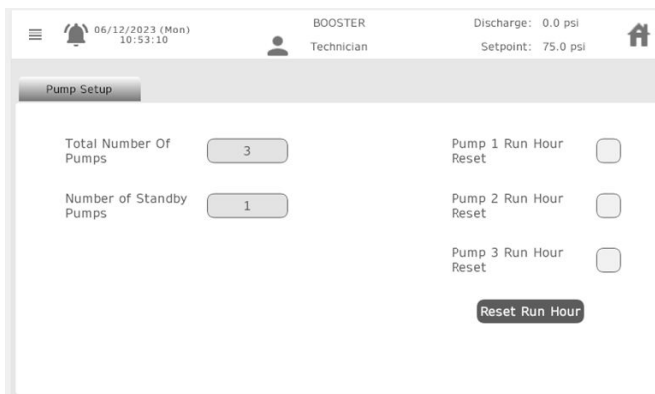 06/12/2023 (Mon)
10:53:10
BOOSTER
Technician
Discharge: 0.0 psi
Setpoint: 75.0 psi
Pump Setup
Total Number Of
Pumps
3
Number of Standby
Pumps
1
Pump 1 Run Hour
Reset
Pump 2 Run Hour
Reset
Pump 3 Run Hour
Reset
Reset Run Hour